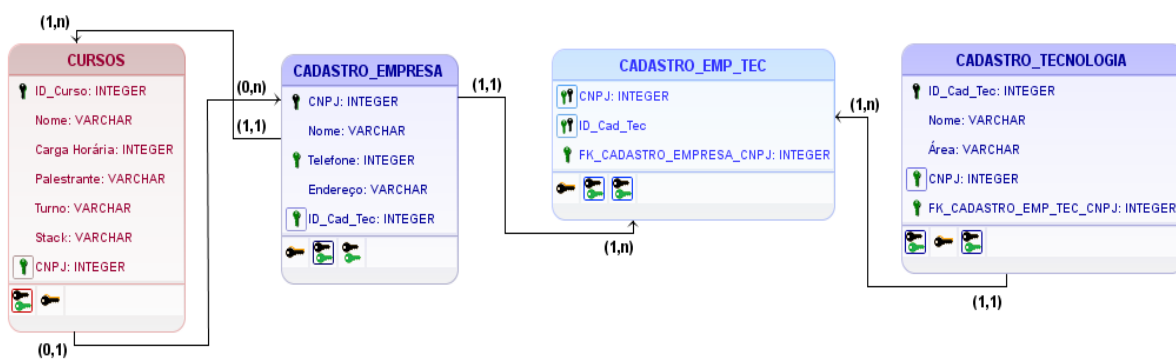 (1,n)
CURSOS
ID_Curso: INTEGER
Nome: VARCHAR
Carga Horária: INTEGER
Palestrante: VARCHAR
Turno: VARCHAR
Stack: VARCHAR
CNPJ: INTEGER
(0,1)
(0,n)
(1,1)
CADASTRO_EMPRESA
CNPJ: INTEGER
Nome: VARCHAR
Telefone: INTEGER
Endereço: VARCHAR
ID_Cad_Tec: INTEGER
(1,1)
(1,n)
CADASTRO_EMP_TEC
CNPJ: INTEGER
ID_Cad_Tec
FK_CADASTRO_EMPRESA_CNPJ: INTEGER
(1,n)
(1,1)
CADASTRO_TECNOLOGIA
ID_Cad_Tec: INTEGER
Nome: VARCHAR
Área: VARCHAR
CNPJ: INTEGER
FK_CADASTRO_EMP_TEC_CNPJ: INTEGER